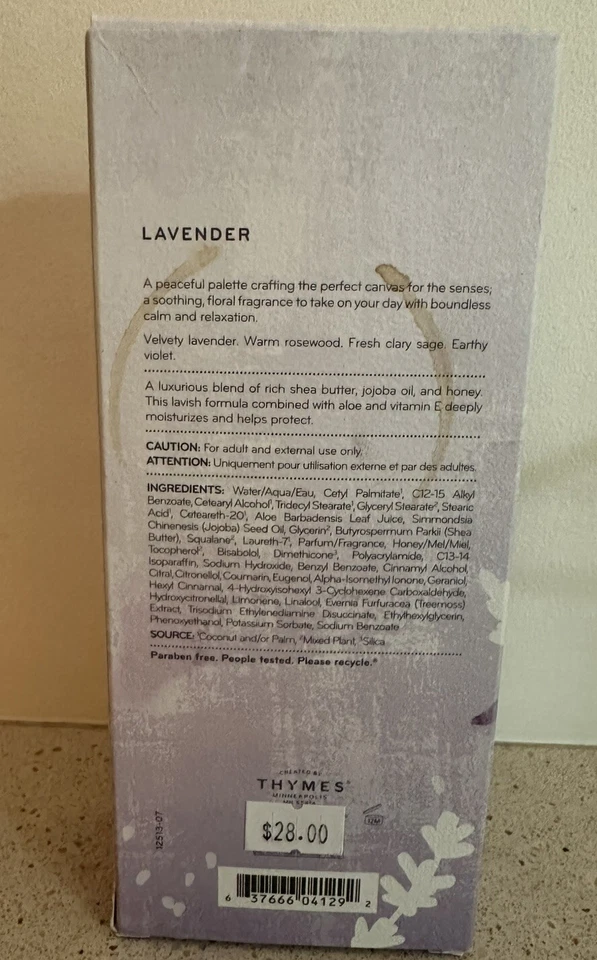 LAVENDER
A peaceful palette crafting the perfect canvas for the senses;
a soothing, floral fragrance to take on your day with boundless
calm and relaxation.
Velvety lavender. Warm rosewood. Fresh clary sage. Earthy
violet.
A luxurious blend of rich shea butter, jojoba oil, and honey.
This lavish formula combined with aloe and vitamin E deeply
moisturizes and helps protect.
CAUTION: For adult and external use only.
ATTENTION: Uniquement pour utilisation externe et par des adultes.
INGREDIENTS: Water/Aqua/Eau, Cetyl Palmitate¹, C12-15 Alkyl
Benzoate, Cetearyl Alcohol¹, Tridecyl Stearate¹, Glyceryl Stearate², Stearic
Acid¹, Ceteareth-20¹, Aloe Barbadensis Leaf Juice, Simmondsia
Chinenesis (Jojoba) Seed Oil, Glycerin², Butyrospermum Parkii (Shea
Butter), Squalane², Laureth-7¹, Parfum/Fragrance, Honey/Mel/Miel,
Tocopherol², Bisabolol, Dimethicone³, Polyacrylamide, C13-14
Isoparaffin, Sodium Hydroxide, Benzyl Benzoate, Cinnamyl Alcohol,
Citral, Citronellol, Coumarin, Eugenol, Alpha-Isomethyl Ionone, Geraniol,
Hexyl Cinnamal, 4-Hydroxyisohexyl 3-Cyclohexene Carboxaldehyde,
Hydroxycitronellal, Limonene, Linalool, Evernia Furfuracea (Treemoss)
Extract, Trisodium Ethylenediamine Disuccinate, Ethylhexylglycerin,
Phenoxyethanol, Potassium Sorbate, Sodium Benzoate
SOURCE: ¹Coconut and/or Palm, ²Mixed Plant, ³Silica
Paraben free. People tested. Please recycle.®
CREATED BY
THYMES®
MINNEAPOLIS
$28.00
12M
12513-07
6 37666 04129 2